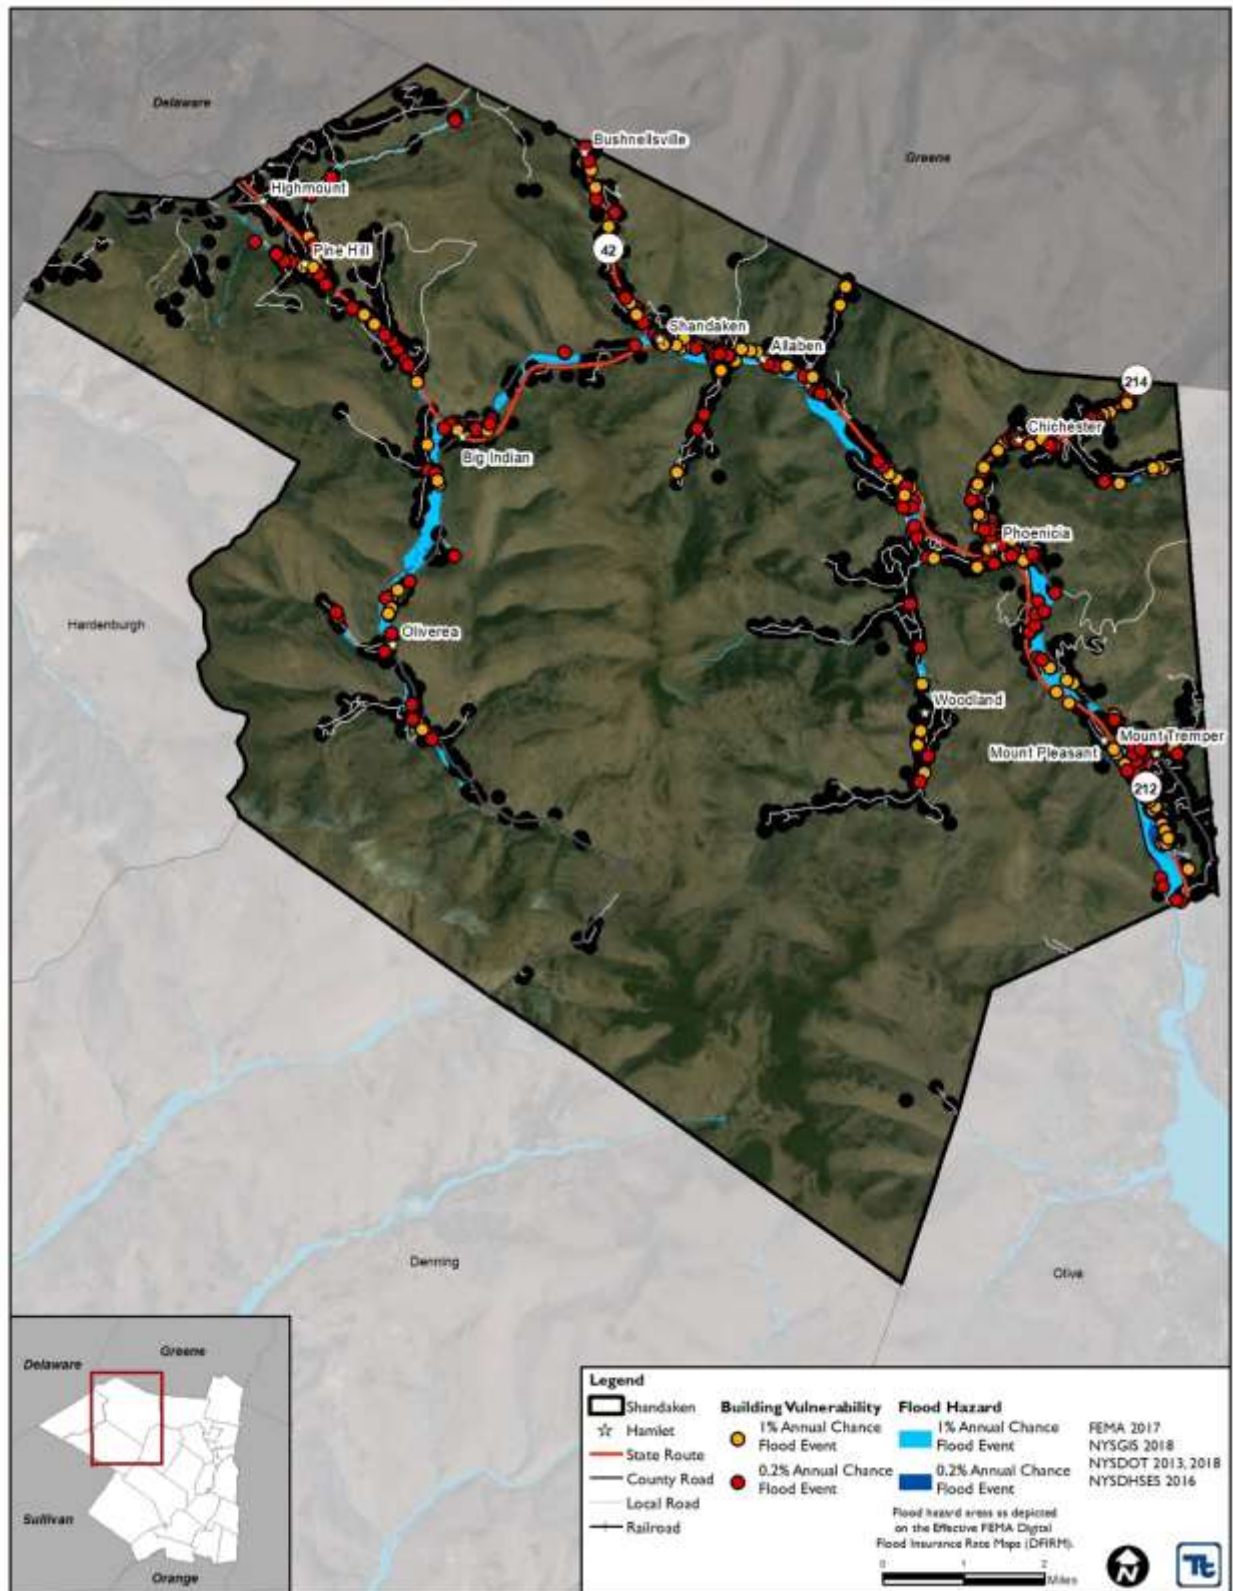 Delaware
Bushnellsville
Greene
Highmount
Pine Hill
42
Shandaken
Allaben
214
Chichester
Big Indian
Phoenicia
Hardenburgh
Oliverea
Woodland
Mount Tremper
Mount Pleasant
212
Denning
Olive
Greene
Delaware
Sullivan
Orange
Legend
Shandaken
Hamlet
State Route
County Road
Local Road
Railroad
Building Vulnerability
1% Annual Chance
Flood Event
0.2% Annual Chance
Flood Event
Flood Hazard
1% Annual Chance
Flood Event
0.2% Annual Chance
Flood Event
FEMA 2017
NYSGIS 2018
NYSDOT 2013, 2018
NYSDHSES 2016
Flood hazard areas as depicted
on the Effective FEMA Digital
Flood Insurance Rate Maps (DFIRM).
0 1 2
Miles
N
Tt